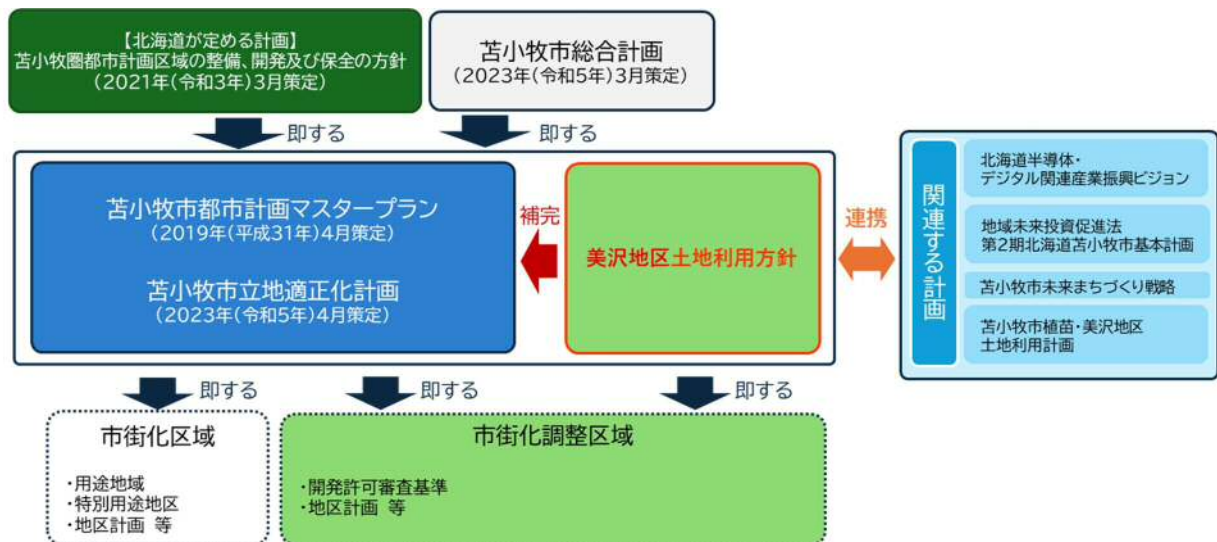 【北海道が定める計画】
苫小牧圏都市計画区域の整備、開発及び保全の方針
（2021年（令和3年）3月策定）
苫小牧市総合計画
（2023年（令和5年）3月策定）
即する
即する
苫小牧市都市計画マスタープラン
（2019年（平成31年）4月策定）
苫小牧市立地適正化計画
（2023年（令和5年）4月策定）
補完
美沢地区土地利用方針
連携
関連する計画
北海道半導体・
デジタル関連産業振興ビジョン
地域未来投資促進法
第2期北海道苫小牧市基本計画
苫小牧市未来まちづくり戦略
苫小牧市植苗・美沢地区
土地利用計画
即する
即する
即する
市街化区域
・用途地域
・特別用途地区
・地区計画 等
市街化調整区域
・開発許可審査基準
・地区計画 等